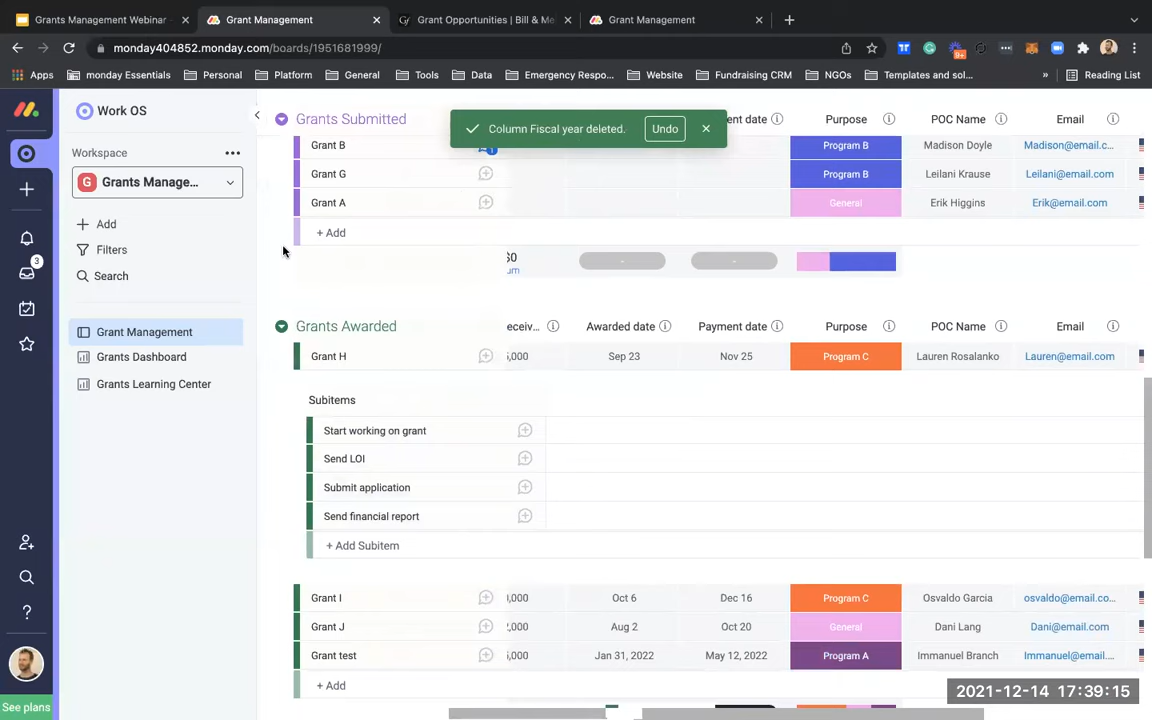 Grants Management Webinar
Grant Management
Grant Opportunities | Bill & Me
Grant Management
monday404852.monday.com/boards/1951681999/
9+
Apps
monday Essentials
Personal
Platform
General
Tools
Data
Emergency Respo...
Website
Fundraising CRM
NGOs
Templates and sol...
»
Reading List
Work OS
Workspace
G Grants Manage...
Add
Filters
Search
3
Grant Management
Grants Dashboard
Grants Learning Center
See plans
Column Fiscal year deleted. Undo
Grants Submitted
ent date
Purpose
POC Name
Email
Grant B
1
Program B
Madison Doyle
Madison@email.c...
Grant G
Program B
Leilani Krause
Leilani@email.com
Grant A
General
Erik Higgins
Erik@email.com
+ Add
$0
um
-
-
Grants Awarded
eceiv...
Awarded date
Payment date
Purpose
POC Name
Email
Grant H
5,000
Sep 23
Nov 25
Program C
Lauren Rosalanko
Lauren@email.com
Subitems
Start working on grant
Send LOI
Submit application
Send financial report
+ Add Subitem
Grant I
),000
Oct 6
Dec 16
Program C
Osvaldo Garcia
osvaldo@email.co...
Grant J
2,000
Aug 2
Oct 20
General
Dani Lang
Dani@email.com
Grant test
5,000
Jan 31, 2022
May 12, 2022
Program A
Immanuel Branch
Immanuel@email....
+ Add
2021-12-14 17:39:15